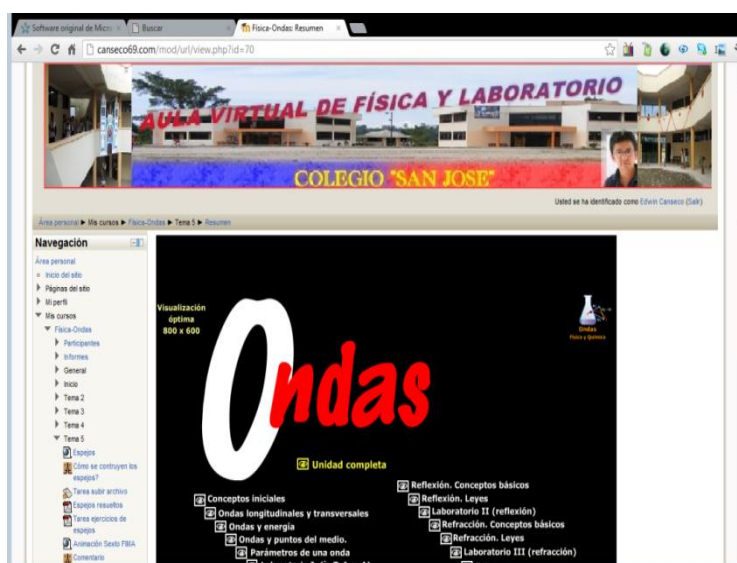 Software original de Micro
Buscar
Física-Ondas: Resumen
canseco69.com/mod/url/view.php?id=70
AULA VIRTUAL DE FÍSICA Y LABORATORIO
COLEGIO "SAN JOSE"
Usted se ha identificado como Edwin Canseco (Salir)
Área personal ► Mis cursos ► Física-Ondas ► Tema 5 ► Resumen
Navegación
Área personal
Inicio del sitio
Páginas del sitio
Mi perfil
Mis cursos
Física-Ondas
Participantes
Informes
General
Inicio
Tema 2
Tema 3
Tema 4
Tema 5
Espejos
Cómo se contruyen los
espejos?
Tarea subir archivo
Espejos resueltos
Tarea ejercicios de
espejos
Animación Sexto FIMA
Comentario
Visualización
óptima
800 x 600
Ondas
Ondas
Física y Química
Unidad completa
Conceptos iniciales
Ondas longitudinales y transversales
Ondas y energía
Ondas y puntos del medio.
Parámetros de una onda
Reflexión. Conceptos básicos
Reflexión. Leyes
Laboratorio II (reflexión)
Refracción. Conceptos básicos
Refracción. Leyes
Laboratorio III (refracción)